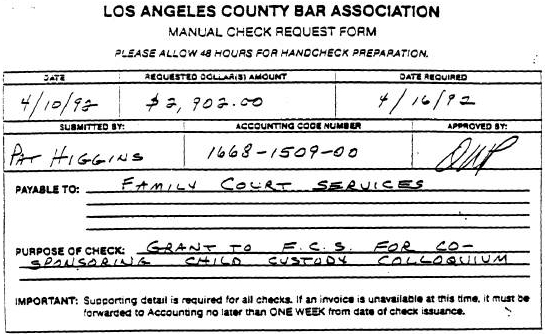 LOS ANGELES COUNTY BAR ASSOCIATION
MANUAL CHECK REQUEST FORM
PLEASE ALLOW 48 HOURS FOR HANDCHECK PREPARATION.
DATE REQUESTED DOLLAR(S) AMOUNT DATE REQUIRED
4/10/92 $2,902.00 4/16/92
SUBMITTED BY: ACCOUNTING CODE NUMBER APPROVED BY:
PAT HIGGINS 1668-1509-00
PAYABLE TO: FAMILY COURT SERVICES
PURPOSE OF CHECK: GRANT TO F.C.S. FOR CO-
SPONSORING CHILD CUSTODY COLLOQUIUM
IMPORTANT: Supporting detail is required for all checks. If an invoice is unavailable at this time, it must be
forwarded to Accounting no later than ONE WEEK from date of check issuance.